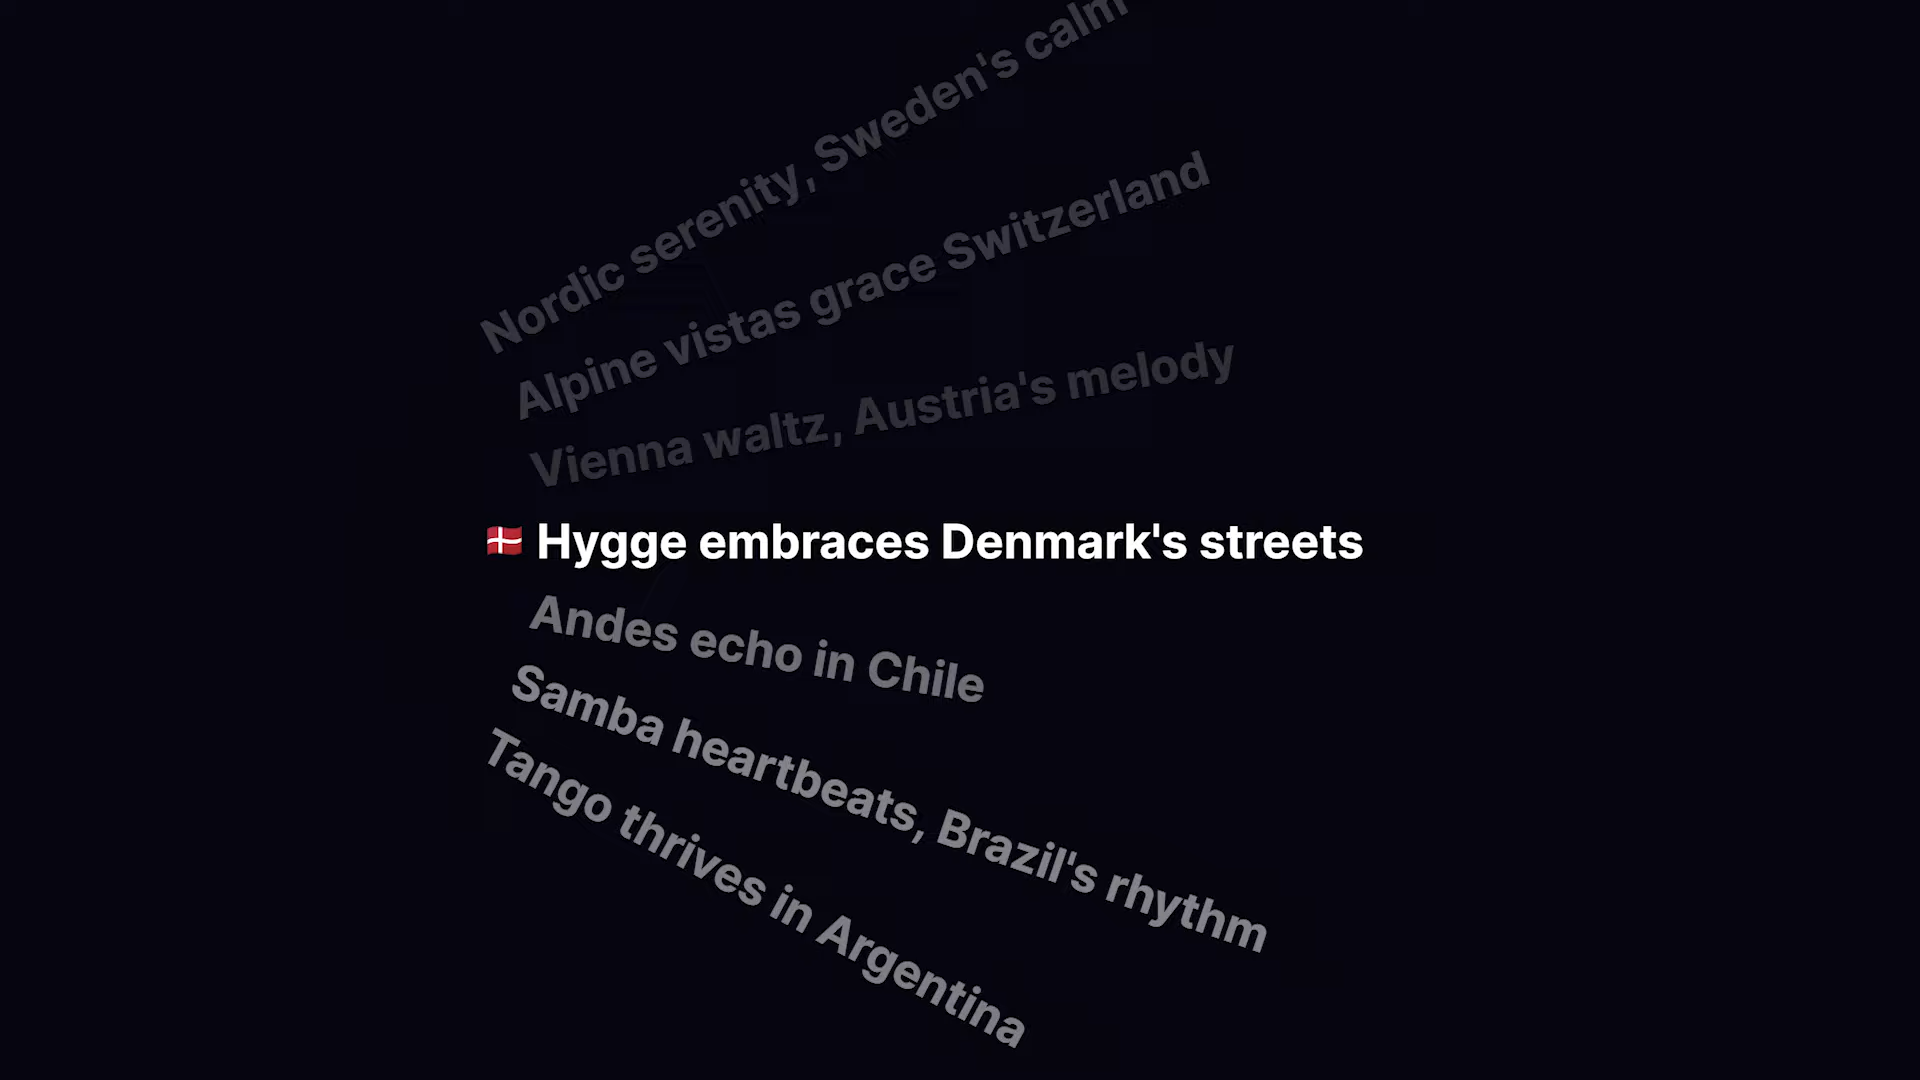 Nordic serenity, Sweden's calm
Alpine vistas grace Switzerland
Vienna waltz, Austria's melody
🇩🇰 Hygge embraces Denmark's streets
Andes echo in Chile
Samba heartbeats, Brazil's rhythm
Tango thrives in Argentina